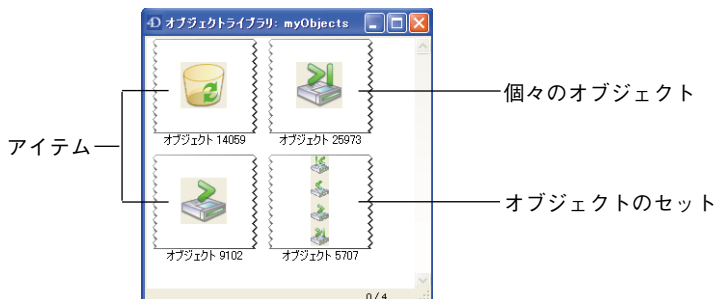 オブジェクトライブラリ: myObjects
オブジェクト 14059
オブジェクト 25973
個々のオブジェクト
アイテム
オブジェクト 9102
オブジェクト 5707
オブジェクトのセット
0/4